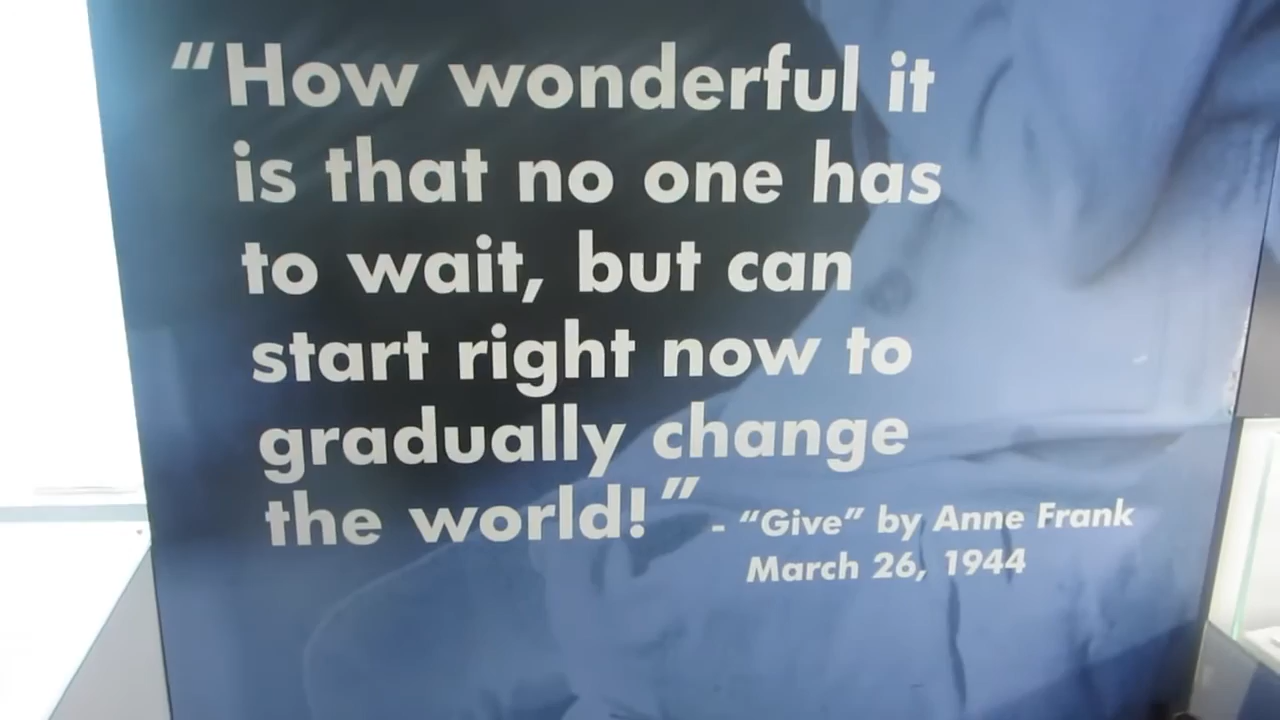 “How wonderful it
is that no one has
to wait, but can
start right now to
gradually change
the world!”
- “Give” by Anne Frank
March 26, 1944